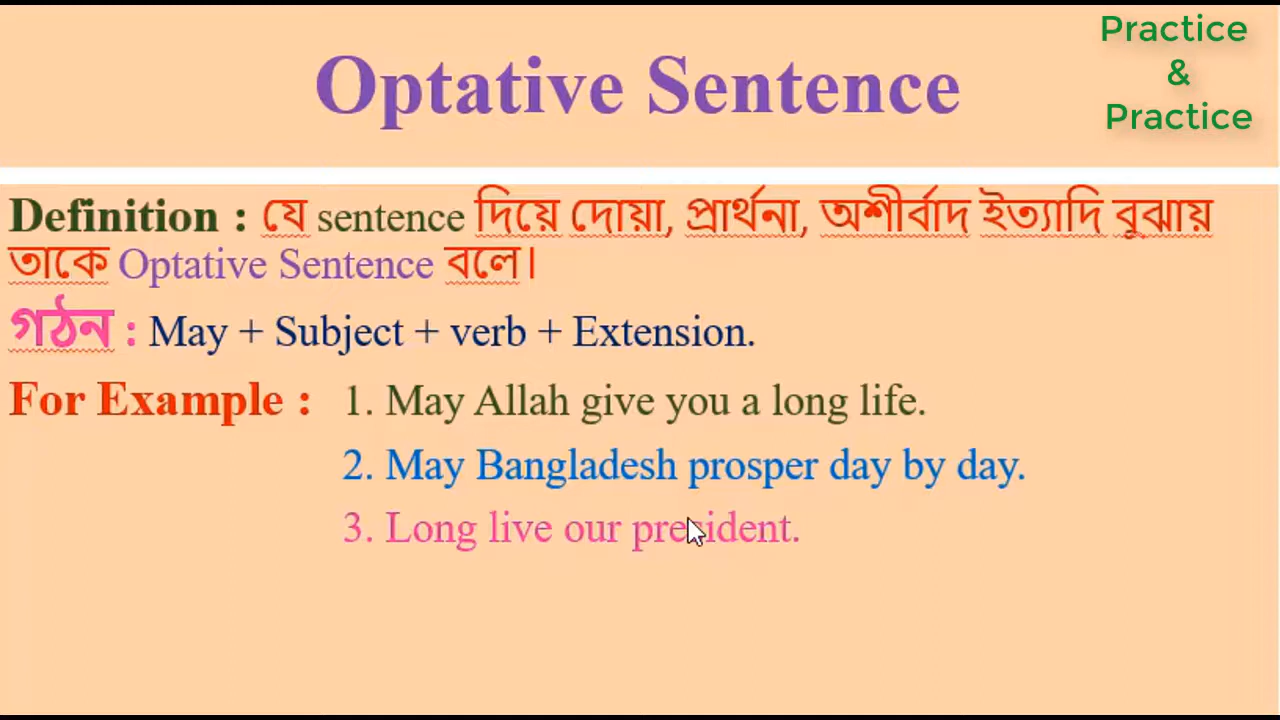 Optative Sentence
Practice
&
Practice
Definition : যে sentence দিয়ে দোয়া, প্রার্থনা, অশীর্বাদ ইত্যাদি বুঝায়
তাকে Optative Sentence বলে।
গঠন : May + Subject + verb + Extension.
For Example : 1. May Allah give you a long life.
2. May Bangladesh prosper day by day.
3. Long live our president.